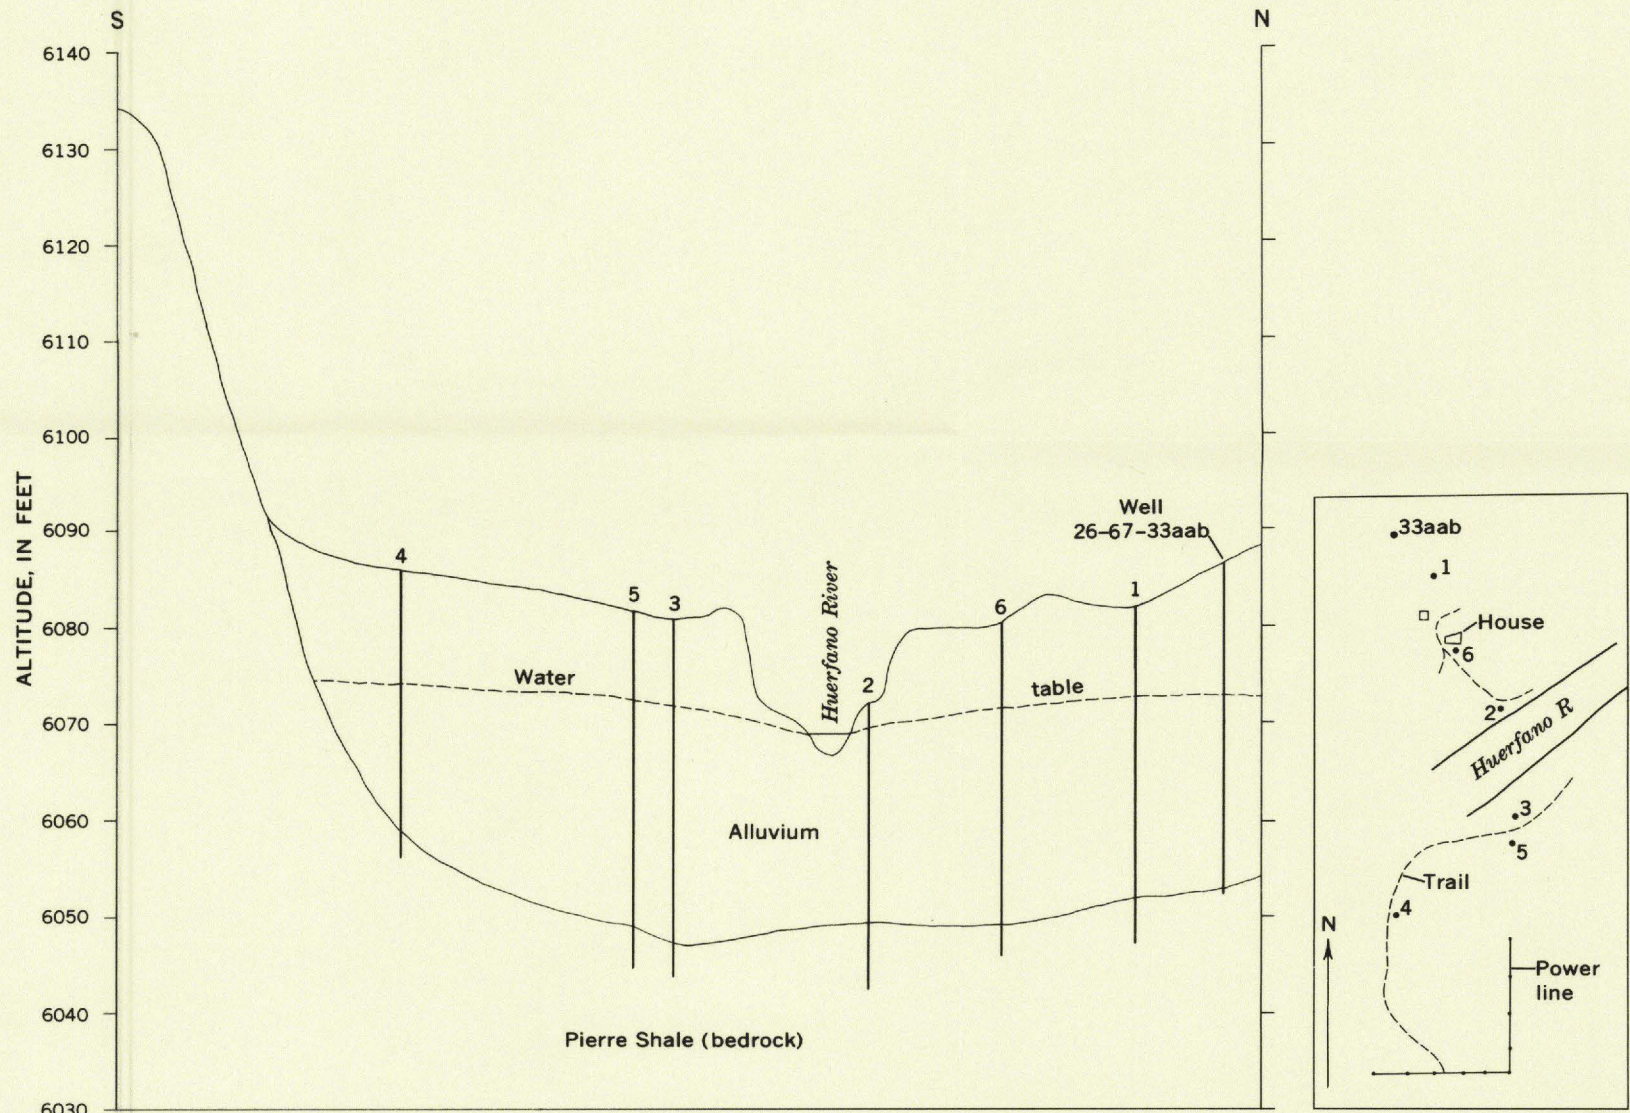 S
N
6140
6130
6120
6110
6100
6090
6080
6070
6060
6050
6040
6030
ALTITUDE, IN FEET
4
5
3
Huerfano River
2
6
1
Well
26-67-33aab
Water
table
Alluvium
Pierre Shale (bedrock)
33aab
1
House
6
2
Huerfano R
3
5
Trail
4
N
Power
line